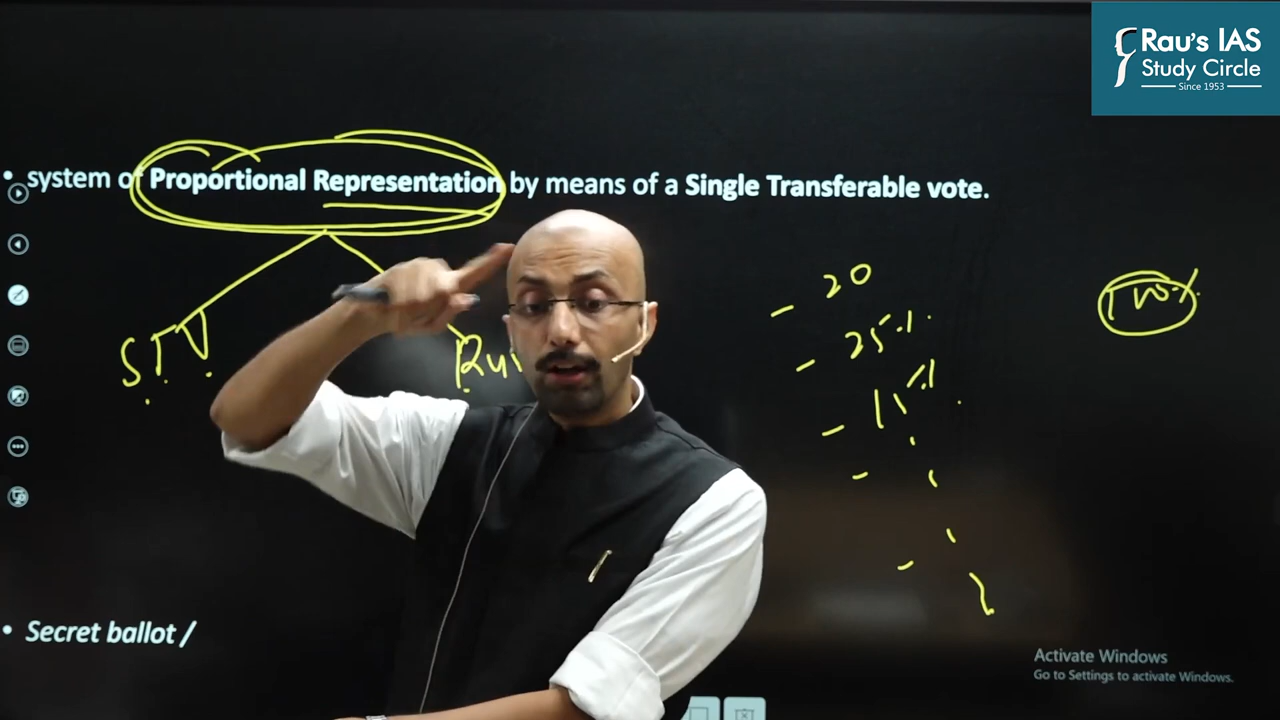 Rau's IAS
Study Circle
Since 1953
• system of Proportional Representation by means of a Single Transferable vote.
- 20
- 25%.
STV
- 15%
• Secret ballot /
Activate Windows
Go to Settings to activate Windows.